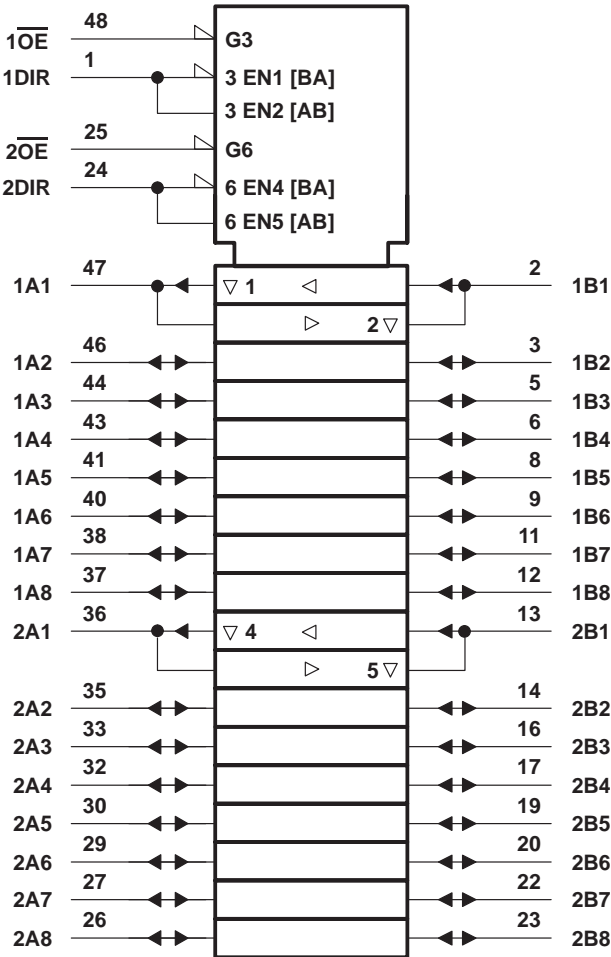 48
1OE G3
1
1DIR 3 EN1 [BA]
3 EN2 [AB]
25
2OE G6
24
2DIR 6 EN4 [BA]
6 EN5 [AB]
47 2
1A1 ▽ 1 ◁ 1B1
▷ 2 ▽
46 3
1A2 1B2
44 5
1A3 1B3
43 6
1A4 1B4
41 8
1A5 1B5
40 9
1A6 1B6
38 11
1A7 1B7
37 12
1A8 1B8
36 13
2A1 ▽ 4 ◁ 2B1
▷ 5 ▽
35 14
2A2 2B2
33 16
2A3 2B3
32 17
2A4 2B4
30 19
2A5 2B5
29 20
2A6 2B6
27 22
2A7 2B7
26 23
2A8 2B8